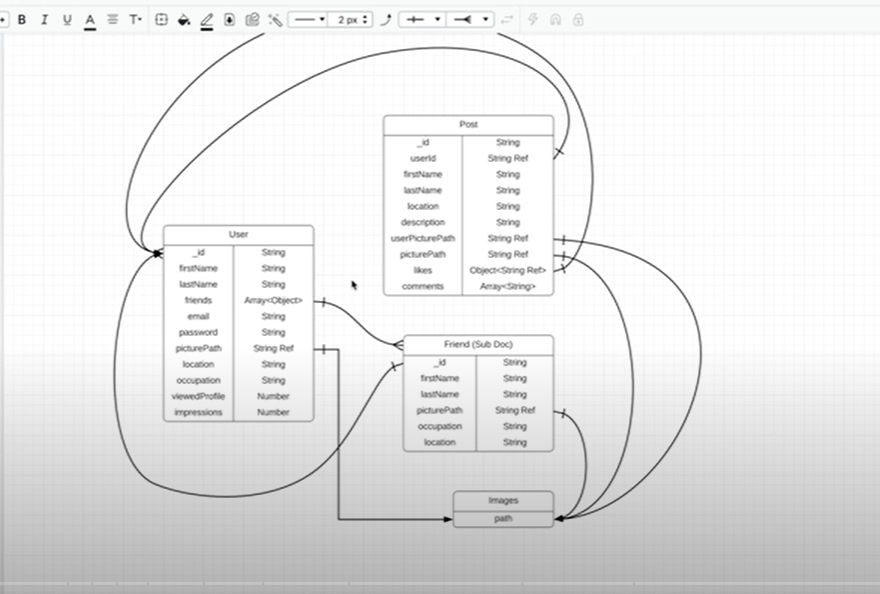 B I U A T 2 px
Post
_id String
userId String Ref
firstName String
lastName String
location String
description String
userPicturePath String Ref
picturePath String Ref
likes Object<String Ref>
comments Array<String>
User
_id String
firstName String
lastName String
friends Array<Object>
email String
password String
picturePath String Ref
location String
occupation String
viewedProfile Number
impressions Number
Friend (Sub Doc)
_id String
firstName String
lastName String
picturePath String Ref
occupation String
location String
Images
path